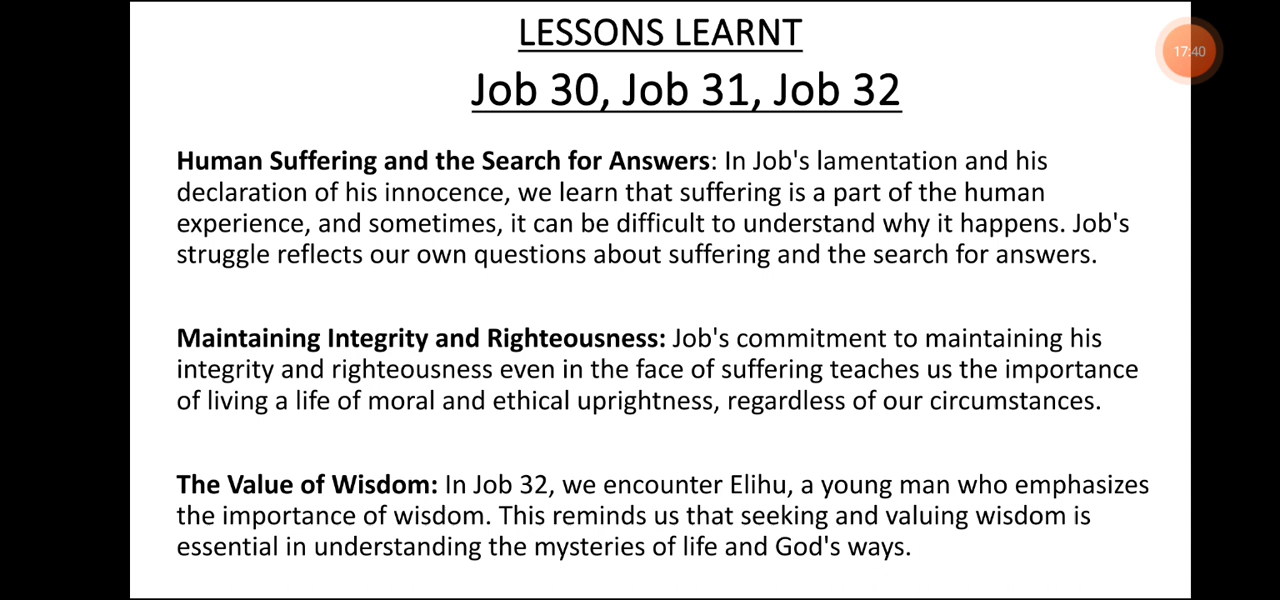 LESSONS LEARNT
Job 30, Job 31, Job 32
17:40
Human Suffering and the Search for Answers: In Job's lamentation and his
declaration of his innocence, we learn that suffering is a part of the human
experience, and sometimes, it can be difficult to understand why it happens. Job's
struggle reflects our own questions about suffering and the search for answers.
Maintaining Integrity and Righteousness: Job's commitment to maintaining his
integrity and righteousness even in the face of suffering teaches us the importance
of living a life of moral and ethical uprightness, regardless of our circumstances.
The Value of Wisdom: In Job 32, we encounter Elihu, a young man who emphasizes
the importance of wisdom. This reminds us that seeking and valuing wisdom is
essential in understanding the mysteries of life and God's ways.